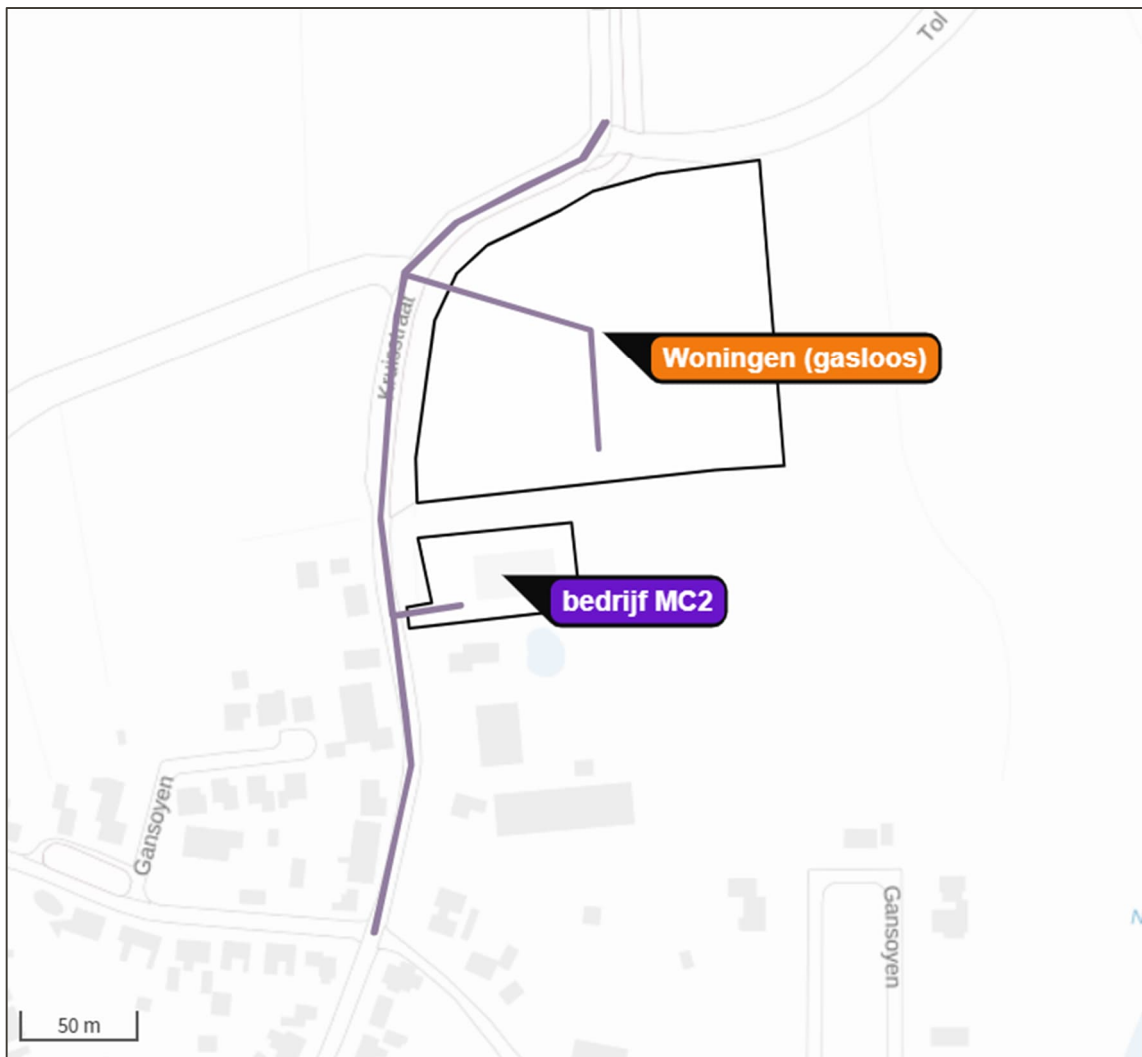 Tol
Kruisstraat
Woningen (gasloos)
bedrijf MC2
Gansoyen
Gansoyen
N
50 m